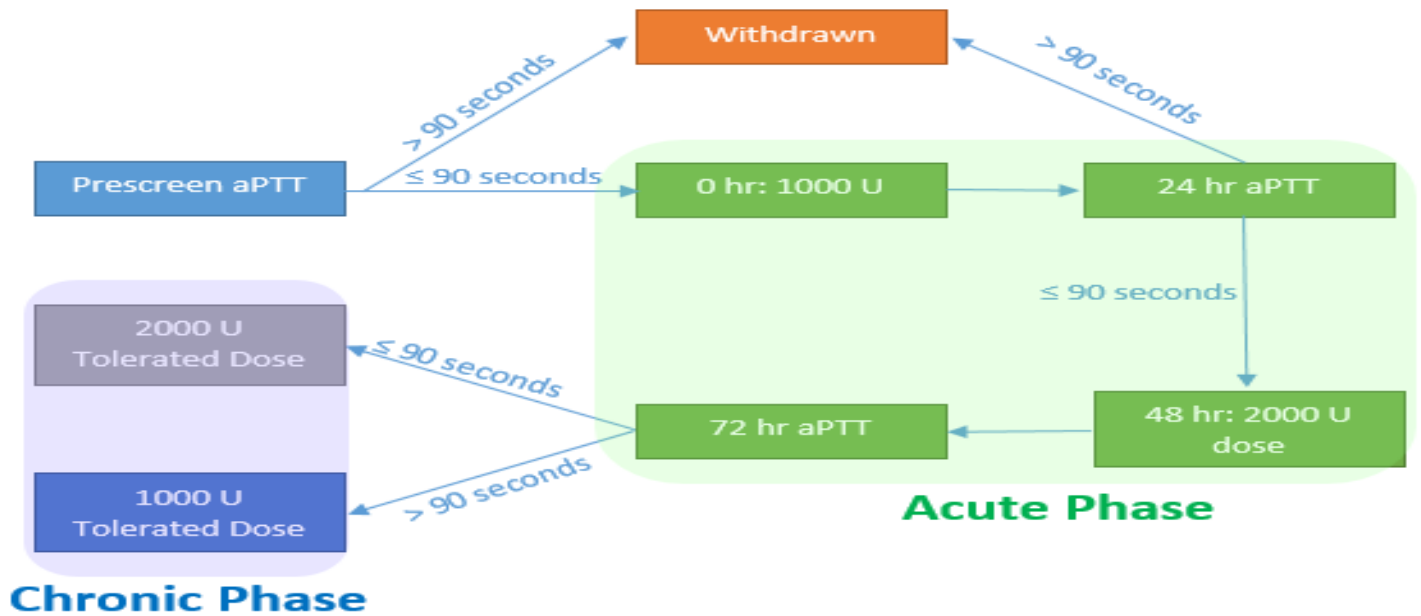 Withdrawn
> 90 seconds
> 90 seconds
Prescreen aPTT
≤ 90 seconds
0 hr: 1000 U
24 hr aPTT
≤ 90 seconds
2000 U
Tolerated Dose
≤ 90 seconds
72 hr aPTT
48 hr: 2000 U
dose
> 90 seconds
1000 U
Tolerated Dose
Acute Phase
Chronic Phase